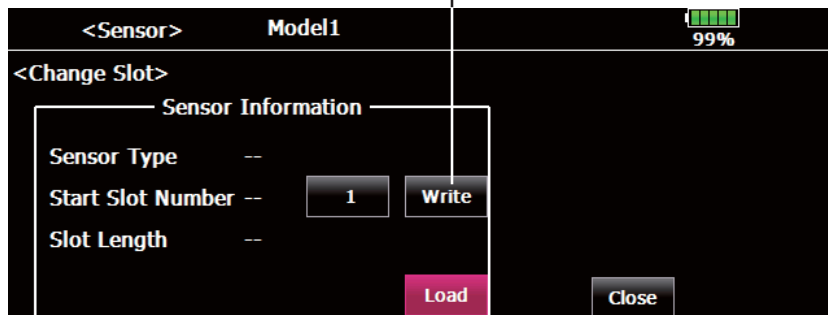 <Sensor> Model1 99%
<Change Slot>
Sensor Information
Sensor Type --
Start Slot Number -- 1 Write
Slot Length --
Load Close